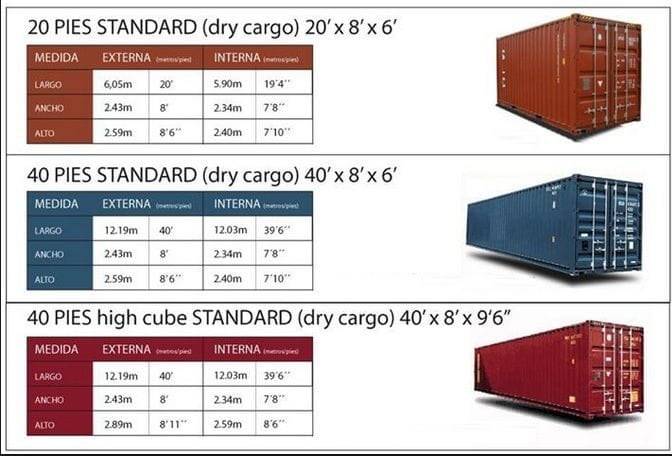 20 PIES STANDARD (dry cargo) 20’ x 8’ x 6’
MEDIDA EXTERNA (metros/pies) INTERNA (metros/pies)
LARGO 6,05m 20’ 5.90m 19´4´´
ANCHO 2.43m 8’ 2.34m 7´8´´
ALTO 2.59m 8’6´´ 2.40m 7´10´´
40 PIES STANDARD (dry cargo) 40’ x 8’ x 6’
MEDIDA EXTERNA (metros/pies) INTERNA (metros/pies)
LARGO 12.19m 40’ 12.03m 39´6´´
ANCHO 2.43m 8’ 2.34m 7´8´´
ALTO 2.59m 8’6´´ 2.40m 7´10´´
40 PIES high cube STANDARD (dry cargo) 40’ x 8’ x 9’6”
MEDIDA EXTERNA (metros/pies) INTERNA (metros/pies)
LARGO 12.19m 40’ 12.03m 39´6´´
ANCHO 2.43m 8’ 2.34m 7´8´´
ALTO 2.89m 8’11´´ 2.59m 8´6´´